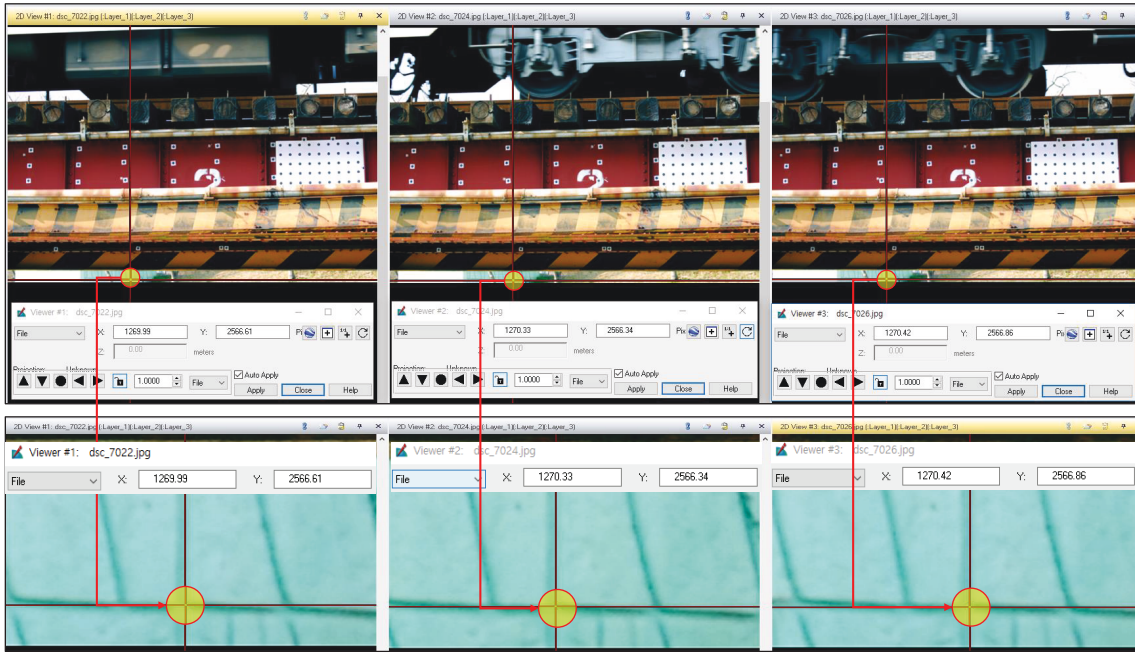 2D View #1: dsc_7022.jpg (:Layer_1)(:Layer_2)(:Layer_3)
2D View #2: dsc_7024.jpg (:Layer_1)(:Layer_2)(:Layer_3)
2D View #3: dsc_7026.jpg (:Layer_1)(:Layer_2)(:Layer_3)
Viewer #1: dsc_7022.jpg
File X: 1269.99 Y: 2566.61 Pix
Z: 0.00 meters
Projection: Unknown
1.0000 File Auto Apply
Apply Close Help
Viewer #2: dsc_7024.jpg
File X: 1270.33 Y: 2566.34 Pix
Z: 0.00 meters
Projection: Unknown
1.0000 File Auto Apply
Apply Close Help
Viewer #3: dsc_7026.jpg
File X: 1270.42 Y: 2566.86 Pix
Z: 0.00 meters
Projection: Unknown
1.0000 File Auto Apply
Apply Close Help
2D View #1: dsc_7022.jpg (:Layer_1)(:Layer_2)(:Layer_3)
2D View #2: dsc_7024.jpg (:Layer_1)(:Layer_2)(:Layer_3)
2D View #3: dsc_7026.jpg (:Layer_1)(:Layer_2)(:Layer_3)
Viewer #1: dsc_7022.jpg
File X: 1269.99 Y: 2566.61
Viewer #2: dsc_7024.jpg
File X: 1270.33 Y: 2566.34
Viewer #3: dsc_7026.jpg
File X: 1270.42 Y: 2566.86